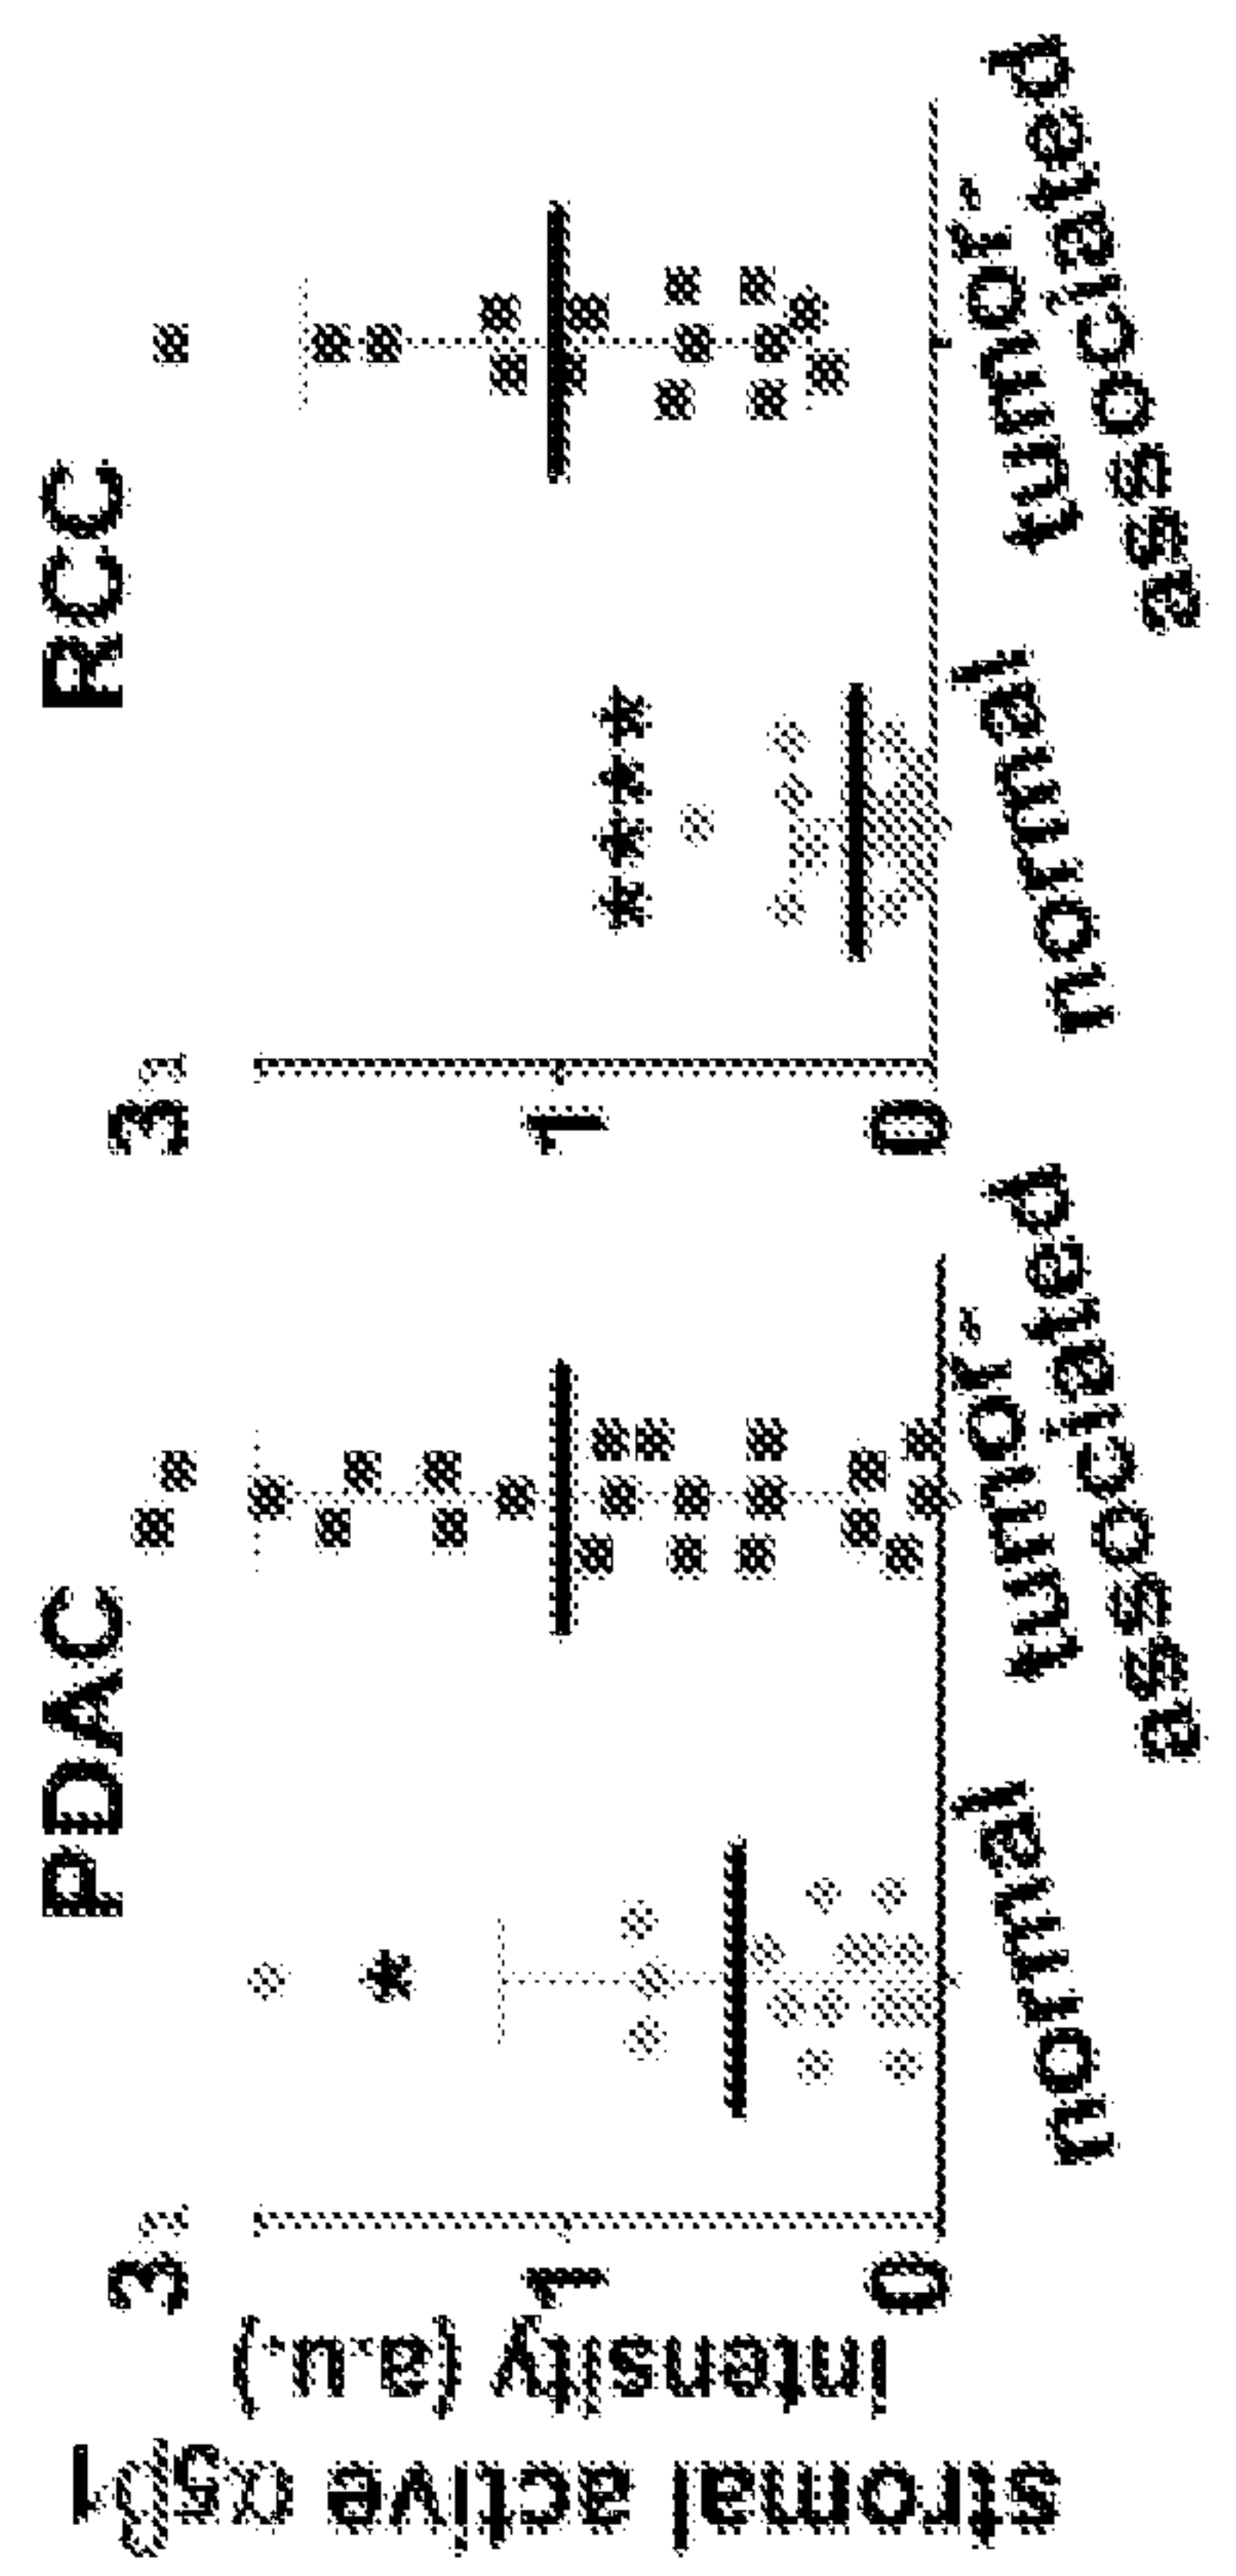 stromal active α5β1
intensity (a.u.)
PDAC
3
1
0
*
normal
tumor-
associated
RCC
3
1
0
****
normal
tumor-
associated